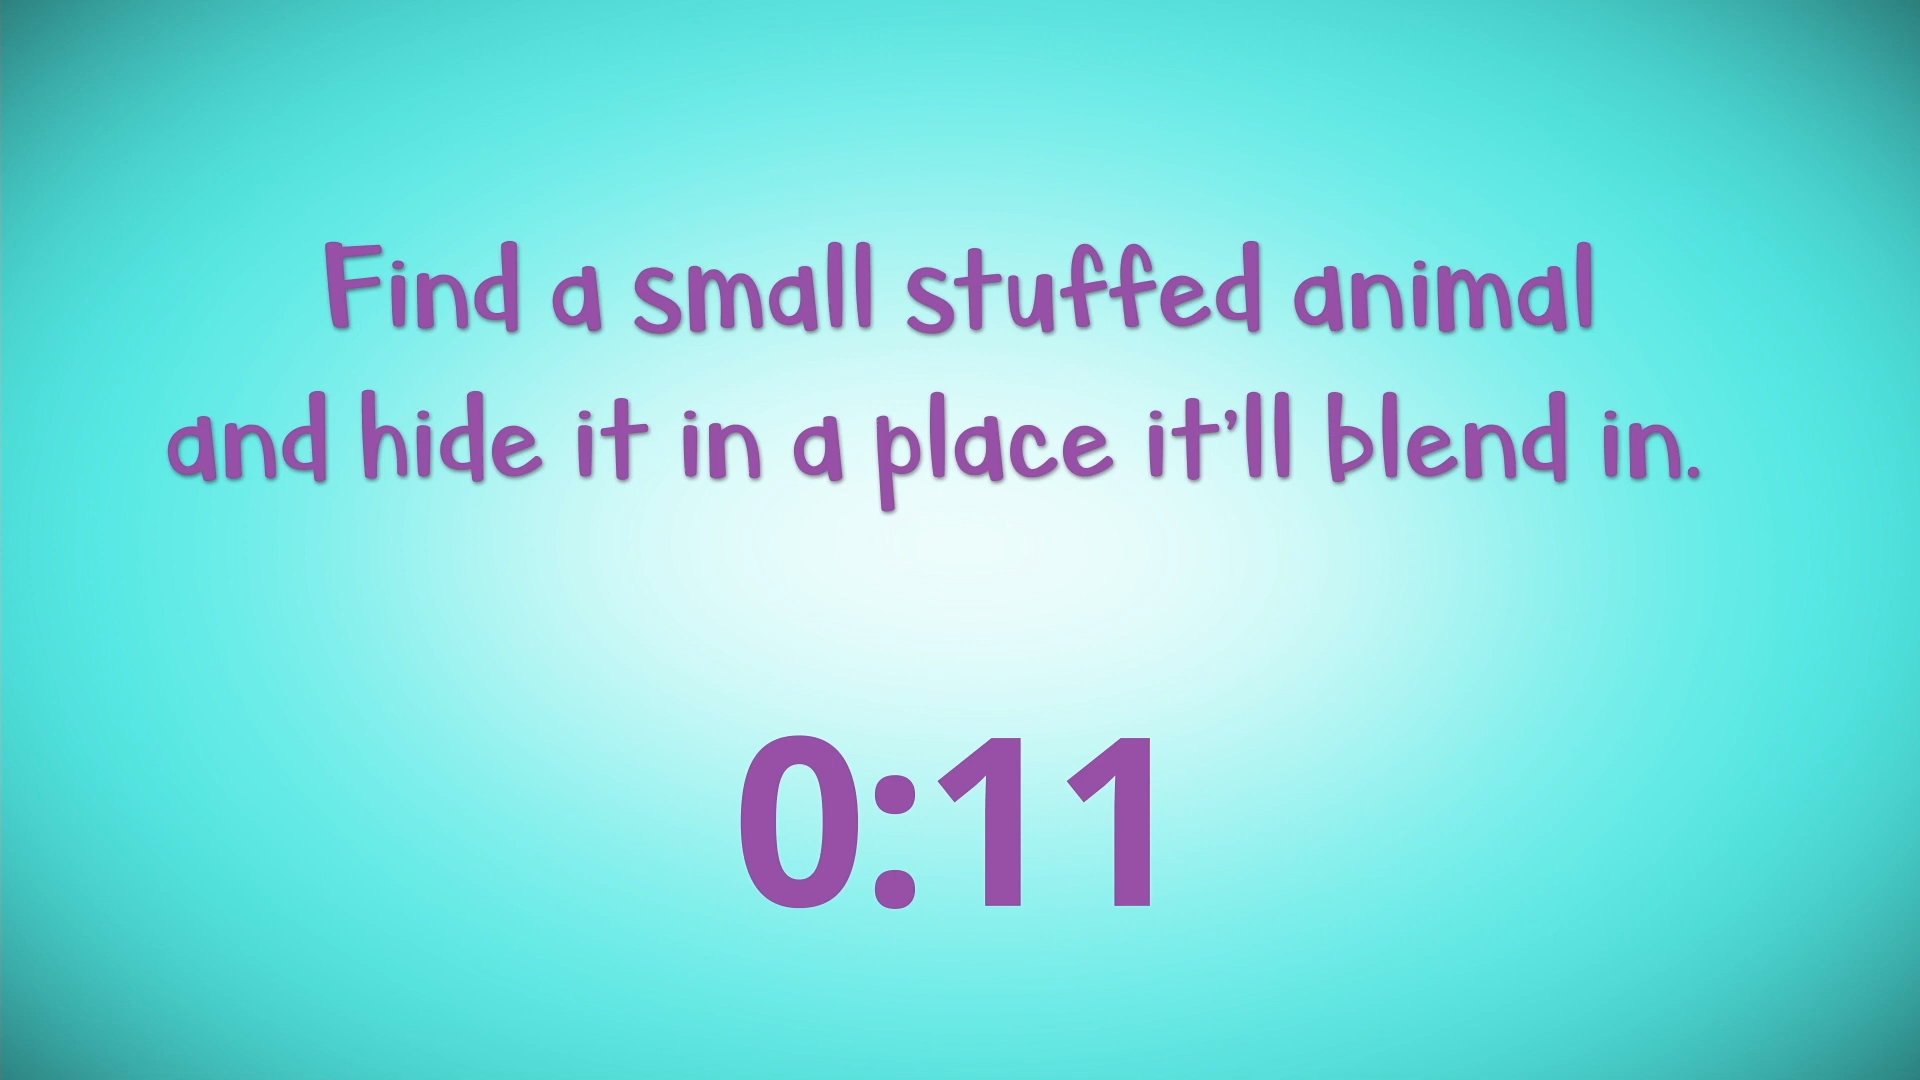 Find a small stuffed animal
and hide it in a place it’ll blend in.
0:11